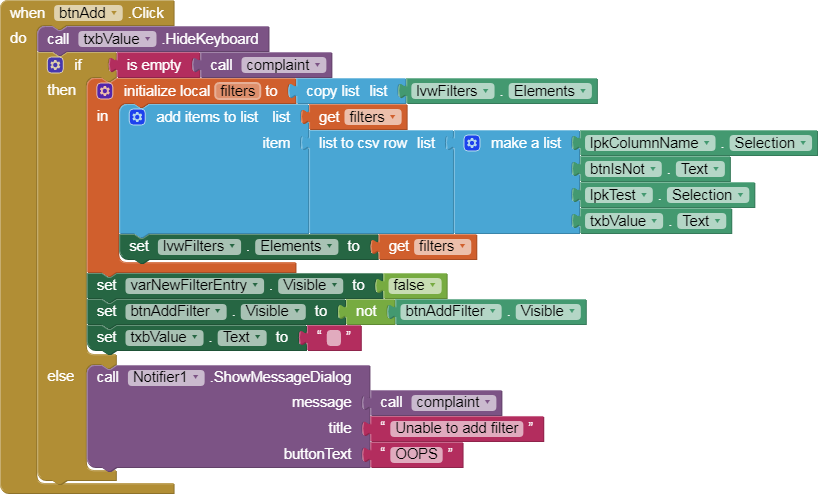 when btnAdd .Click
do call txbValue .HideKeyboard
if is empty call complaint
then initialize local filters to copy list list lvwFilters . Elements
in add items to list list get filters
item list to csv row list make a list lpkColumnName . Selection
btnIsNot . Text
lpkTest . Selection
txbValue . Text
set lvwFilters . Elements to get filters
set varNewFilterEntry . Visible to false
set btnAddFilter . Visible to not btnAddFilter . Visible
set txbValue . Text to “ ”
else call Notifier1 .ShowMessageDialog
message call complaint
title “ Unable to add filter ”
buttonText “ OOPS ”